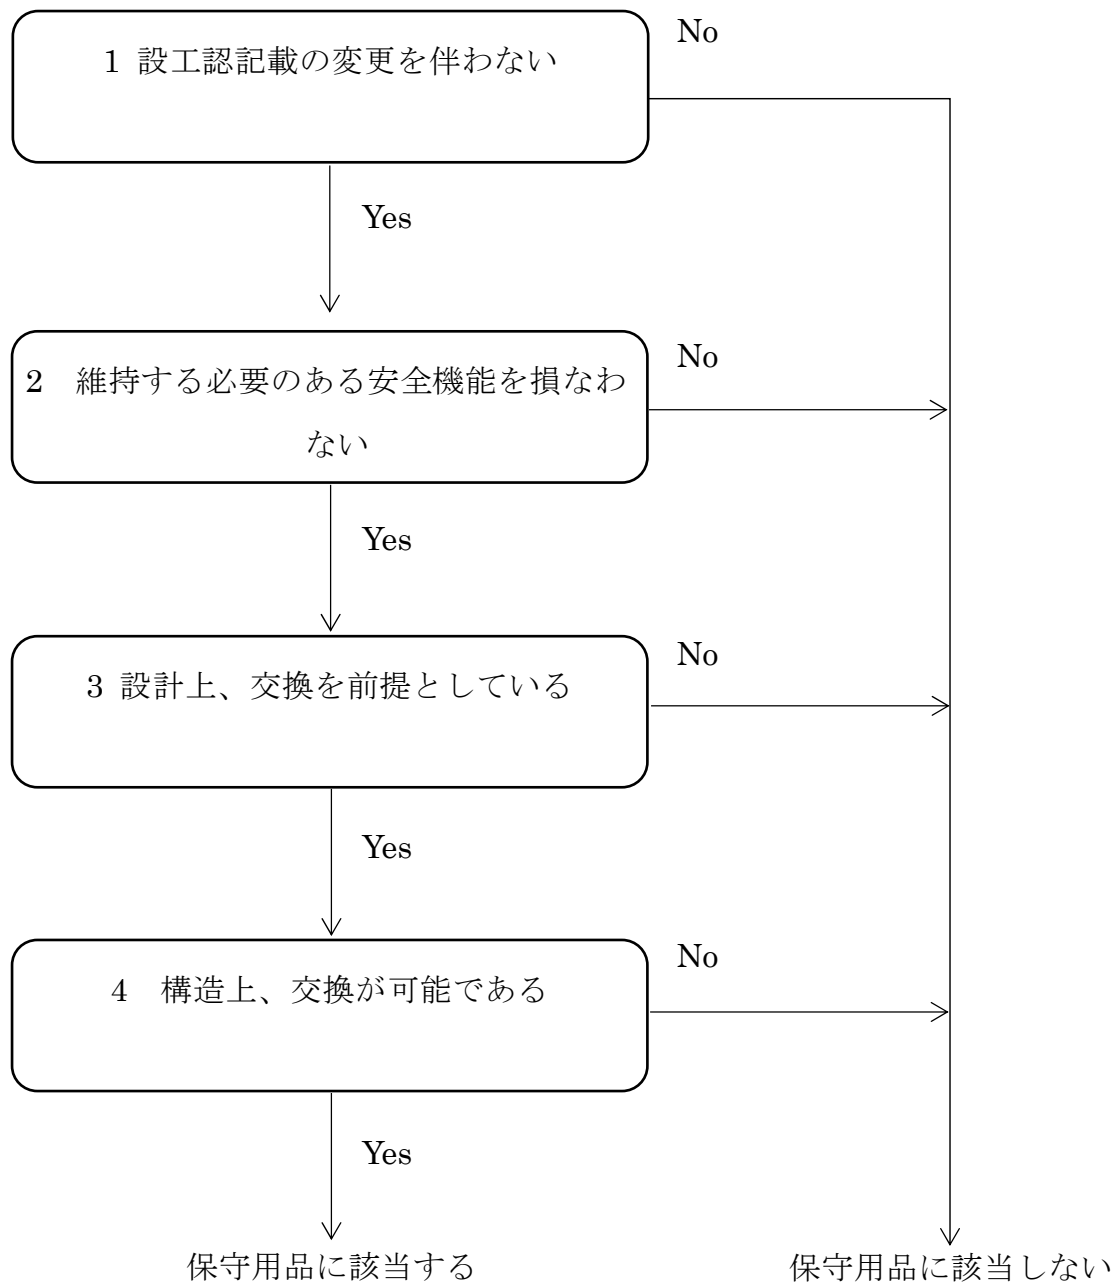 1 設工認記載の変更を伴わない
No
Yes
2　維持する必要のある安全機能を損なわ
ない
No
Yes
3 設計上、交換を前提としている
No
Yes
4　構造上、交換が可能である
No
Yes
保守用品に該当する
保守用品に該当しない